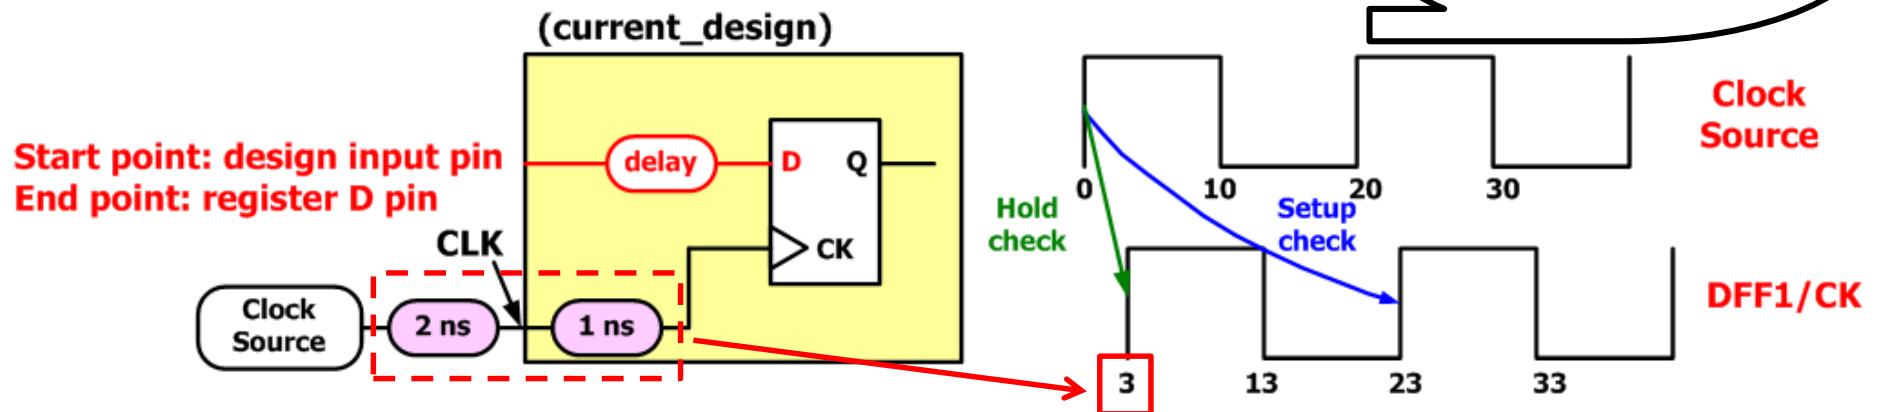 (current_design)
Start point: design input pin
End point: register D pin
delay
D
Q
CK
CLK
Clock
Source
2 ns
1 ns
Clock
Source
0
10
20
30
Hold
check
Setup
check
DFF1/CK
3
13
23
33